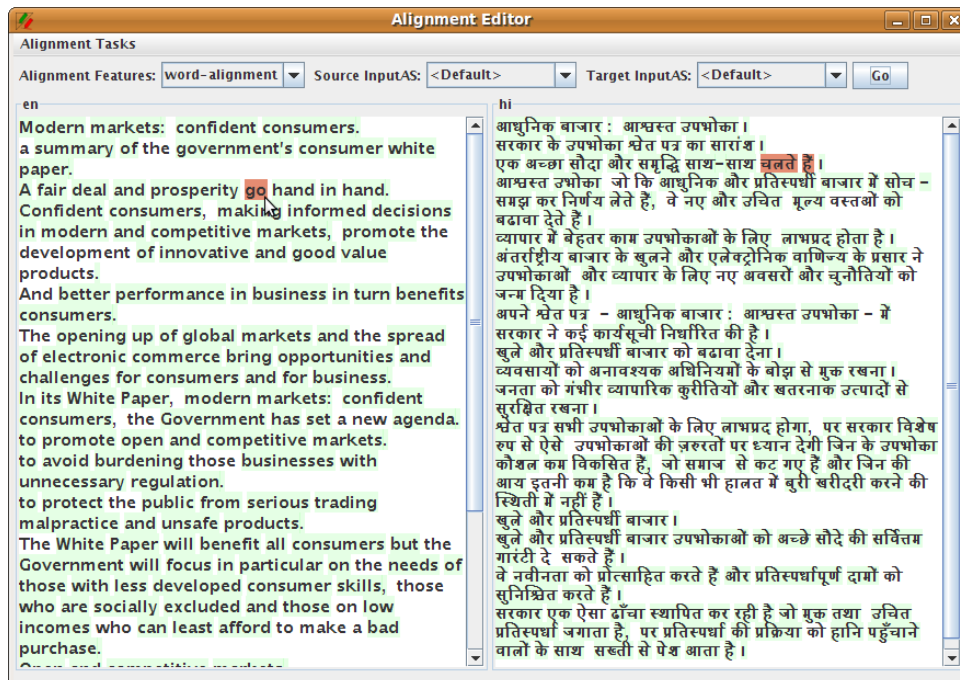 Alignment Editor
Alignment Tasks
Alignment Features: word-alignment Source InputAS: <Default> Target InputAS: <Default> Go
en
Modern markets: confident consumers.
a summary of the government's consumer white
paper.
A fair deal and prosperity go hand in hand.
Confident consumers, making informed decisions
in modern and competitive markets, promote the
development of innovative and good value
products.
And better performance in business in turn benefits
consumers.
The opening up of global markets and the spread
of electronic commerce bring opportunities and
challenges for consumers and for business.
In its White Paper, modern markets: confident
consumers, the Government has set a new agenda.
to promote open and competitive markets.
to avoid burdening those businesses with
unnecessary regulation.
to protect the public from serious trading
malpractice and unsafe products.
The White Paper will benefit all consumers but the
Government will focus in particular on the needs of
those with less developed consumer skills, those
who are socially excluded and those on low
incomes who can least afford to make a bad
purchase.
Open and competitive markets
hi
आधुनिक बाजार : आश्वस्त उपभोका ।
सरकार के उपभोका श्वेत पत्र का सारांश ।
एक अच्छा सौदा और समृद्धि साथ-साथ चलते हैं ।
आश्वस्त उभोका जो कि आधुनिक और प्रतिस्पर्धी बाजार में सोच -
समझ कर निर्णय लेते हैं, वे नए और उचित मूल्य वस्तओं को
बढावा देते हैं ।
व्यापार में बेहतर काम उपभोकाओं के लिए लाभप्रद होता है ।
अंतर्राष्ट्रीय बाजार के खुलने और एलेक्ट्रोनिक वाणिज्य के प्रसार ने
उपभोकाओं और व्यापार के लिए नए अवसरों और चुनौतियों को
जन्म दिया है ।
अपने श्वेत पत्र - आधुनिक बाजार : आश्वस्त उपभोका - में
सरकार ने कई कार्यसूची निर्धारित की है ।
खुले और प्रतिस्पर्धी बाजार को बढावा देना ।
व्यवसायों को अनावश्यक अधिनियमों के बोझ से मुक रखना ।
जनता को गंभीर व्यापारिक कुरीतियों और खतरनाक उत्पादों से
सुरक्षित रखना ।
श्वेत पत्र सभी उपभोकाओं के लिए लाभप्रद होगा, पर सरकार विशेष
रुप से ऐसे उपभोकाओं की ज़रुरतों पर ध्यान देगी जिन के उपभोका
कौशल कम विकसित हैं, जो समाज से कट गए हैं और जिन की
आय इतनी कम है कि वे किसी भी हालत में बुरी खरीदरी करने की
स्थिती में नहीं हैं ।
खुले और प्रतिस्पर्धी बाजार ।
खुले और प्रतिस्पर्धी बाजार उपभोकाओं को अच्छे सौदे की सर्वित्तम
गारंटी दे सकते हैं ।
वे नवीनता को प्रोत्साहित करते हैं और प्रतिस्पर्धापूर्ण दामों को
सुनिश्चित करते हैं ।
सरकार एक ऐसा ढाँचा स्थापित कर रही है जो मुक तथा उचित
प्रतिस्पर्धा जगाता है, पर प्रतिस्पर्धा की प्रक्रिया को हानि पहुँचाने
वालों के साथ सख्ती से पेश आता है ।